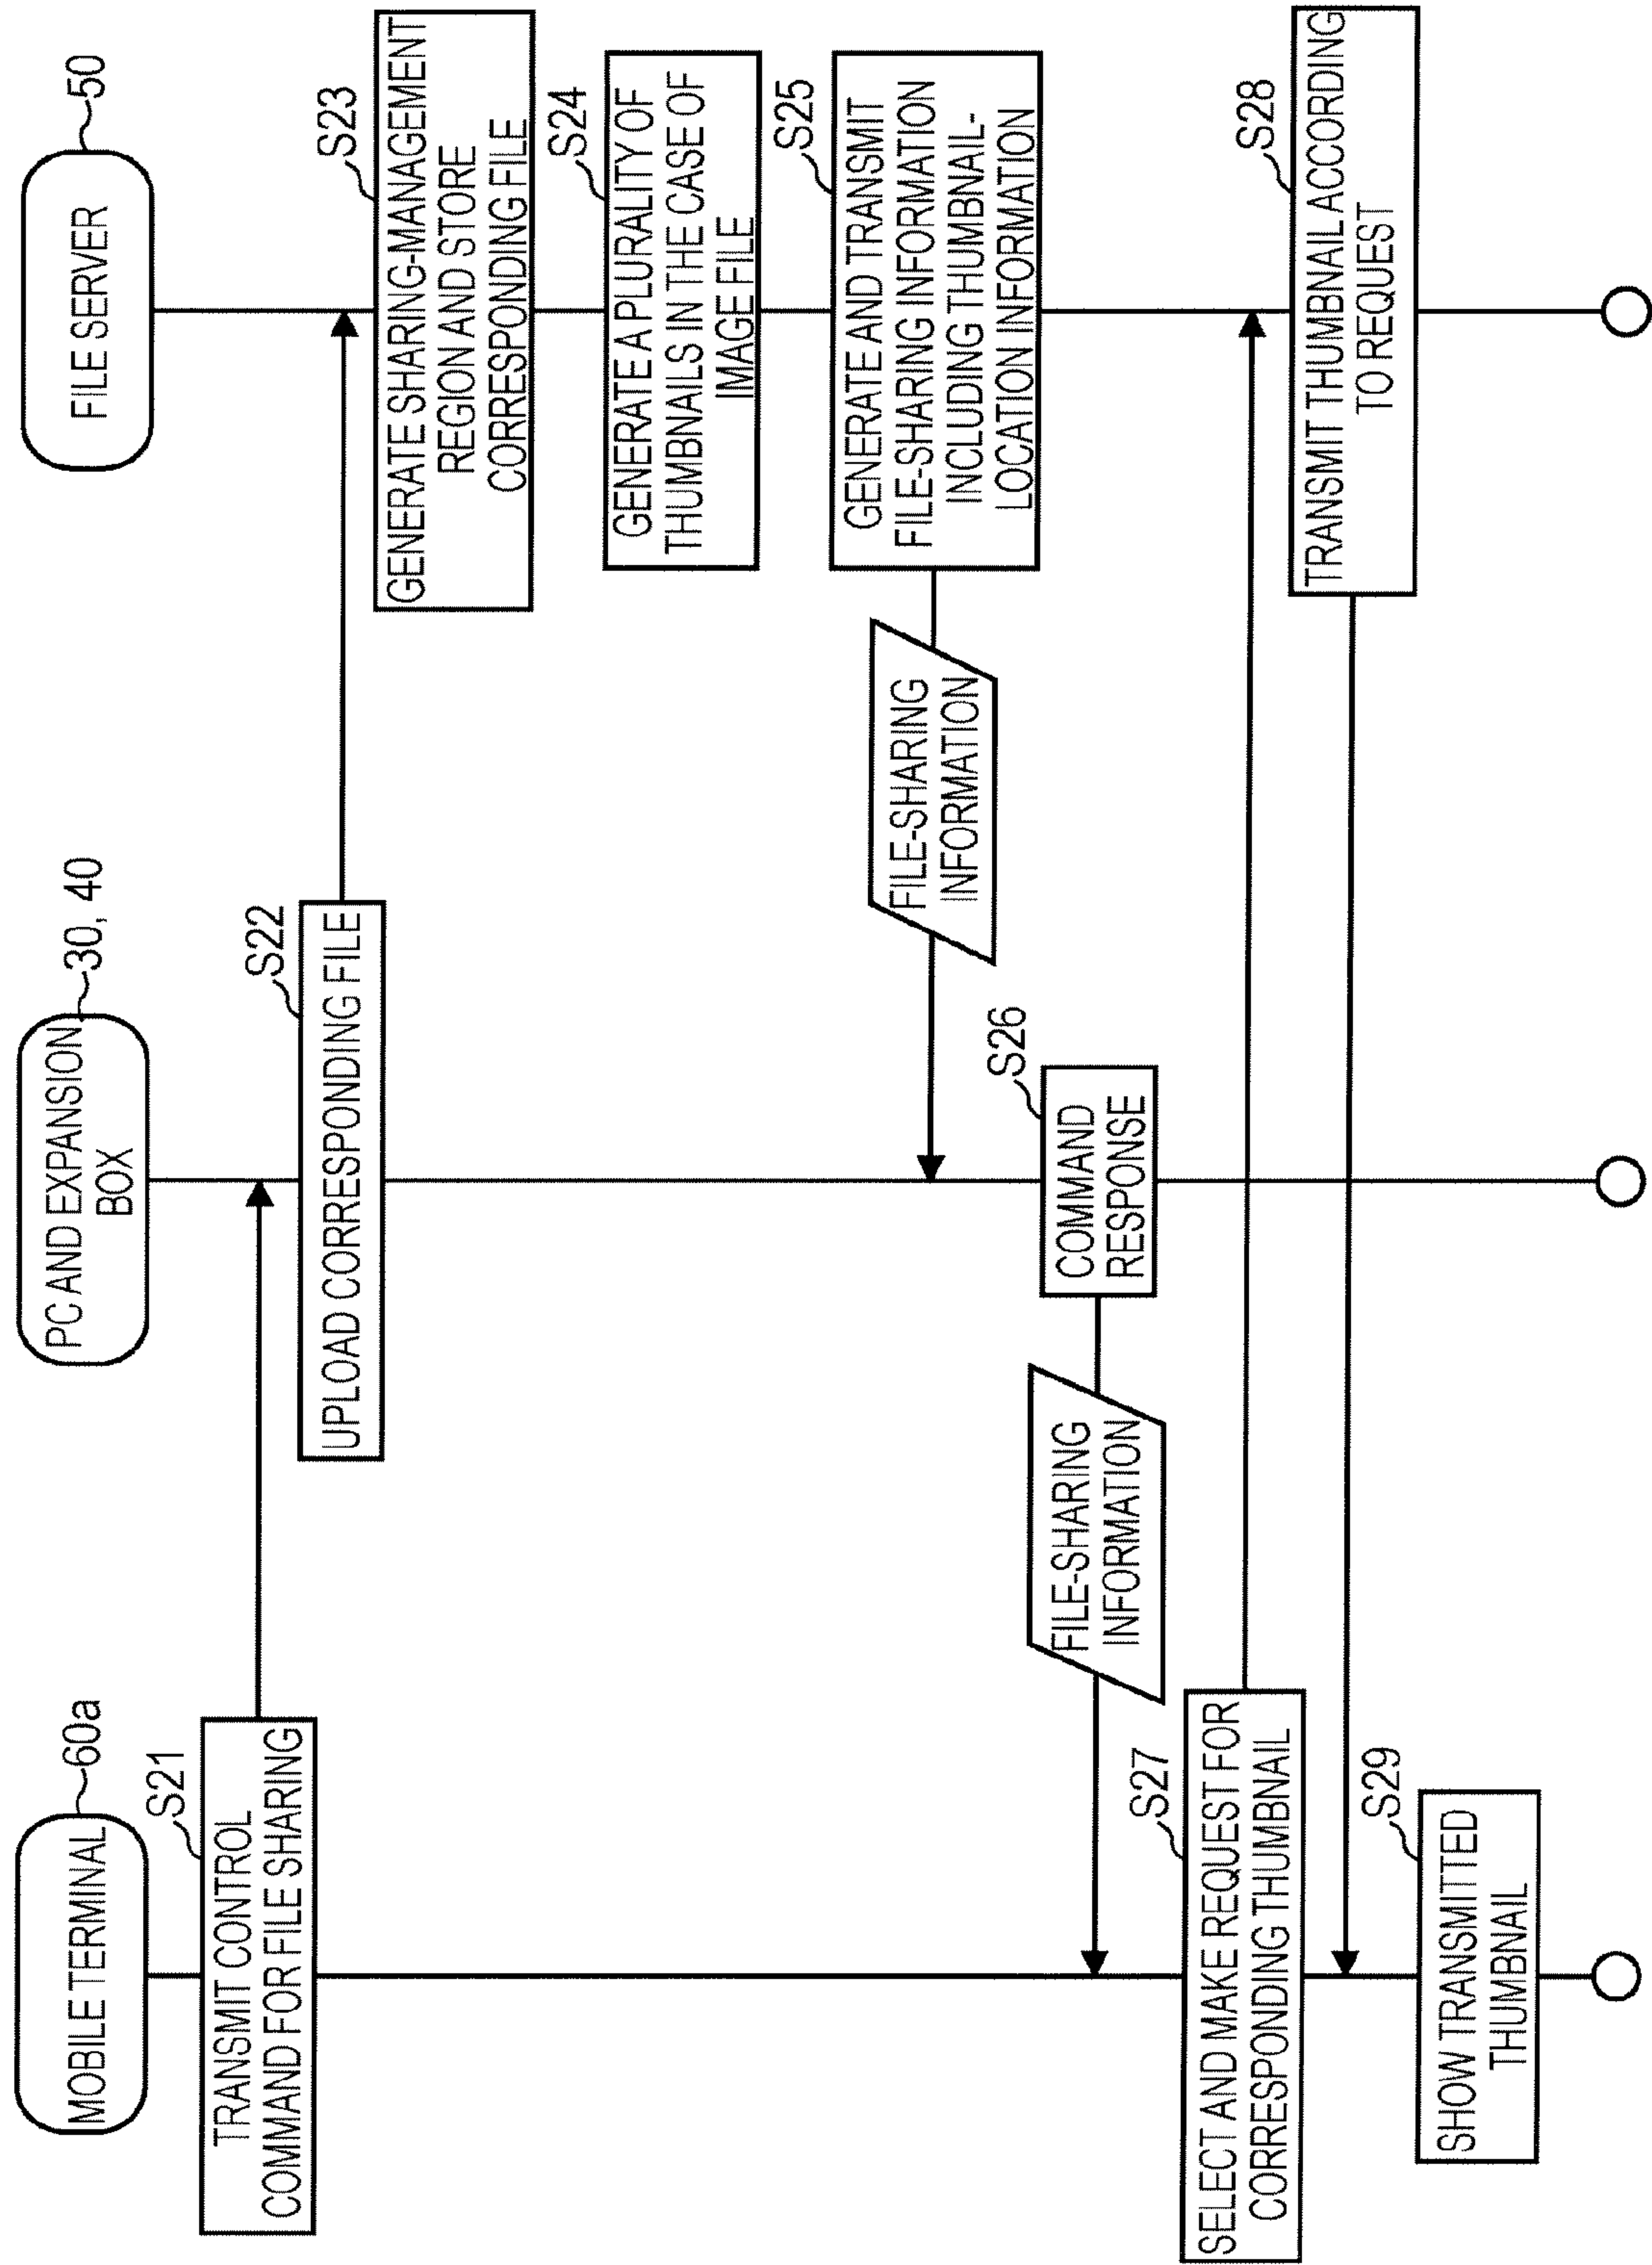 MOBILE TERMINAL
60a
PC AND EXPANSION
BOX
30, 40
FILE SERVER
50
S21
TRANSMIT CONTROL
COMMAND FOR FILE SHARING
S22
UPLOAD CORRESPONDING FILE
S23
GENERATE SHARING-MANAGEMENT
REGION AND STORE
CORRESPONDING FILE
S24
GENERATE A PLURALITY OF
THUMBNAILS IN THE CASE OF
IMAGE FILE
S25
GENERATE AND TRANSMIT
FILE-SHARING INFORMATION
INCLUDING THUMBNAIL-
LOCATION INFORMATION
FILE-SHARING
INFORMATION
S26
COMMAND
RESPONSE
FILE-SHARING
INFORMATION
S27
SELECT AND MAKE REQUEST FOR
CORRESPONDING THUMBNAIL
S28
TRANSMIT THUMBNAIL ACCORDING
TO REQUEST
S29
SHOW TRANSMITTED
THUMBNAIL